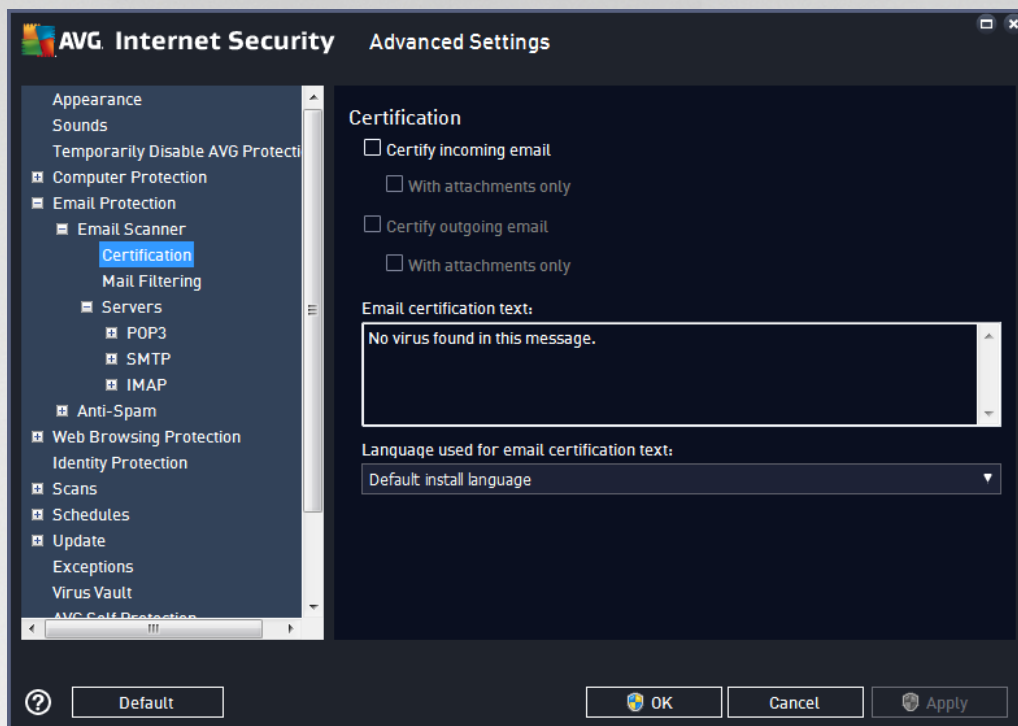 AVG. Internet Security Advanced Settings
Appearance
Sounds
Temporarily Disable AVG Protecti
Computer Protection
Email Protection
Email Scanner
Certification
Mail Filtering
Servers
POP3
SMTP
IMAP
Anti-Spam
Web Browsing Protection
Identity Protection
Scans
Schedules
Update
Exceptions
Virus Vault
AVG Self Protection
Certification
Certify incoming email
With attachments only
Certify outgoing email
With attachments only
Email certification text:
No virus found in this message.
Language used for email certification text:
Default install language
? Default OK Cancel Apply